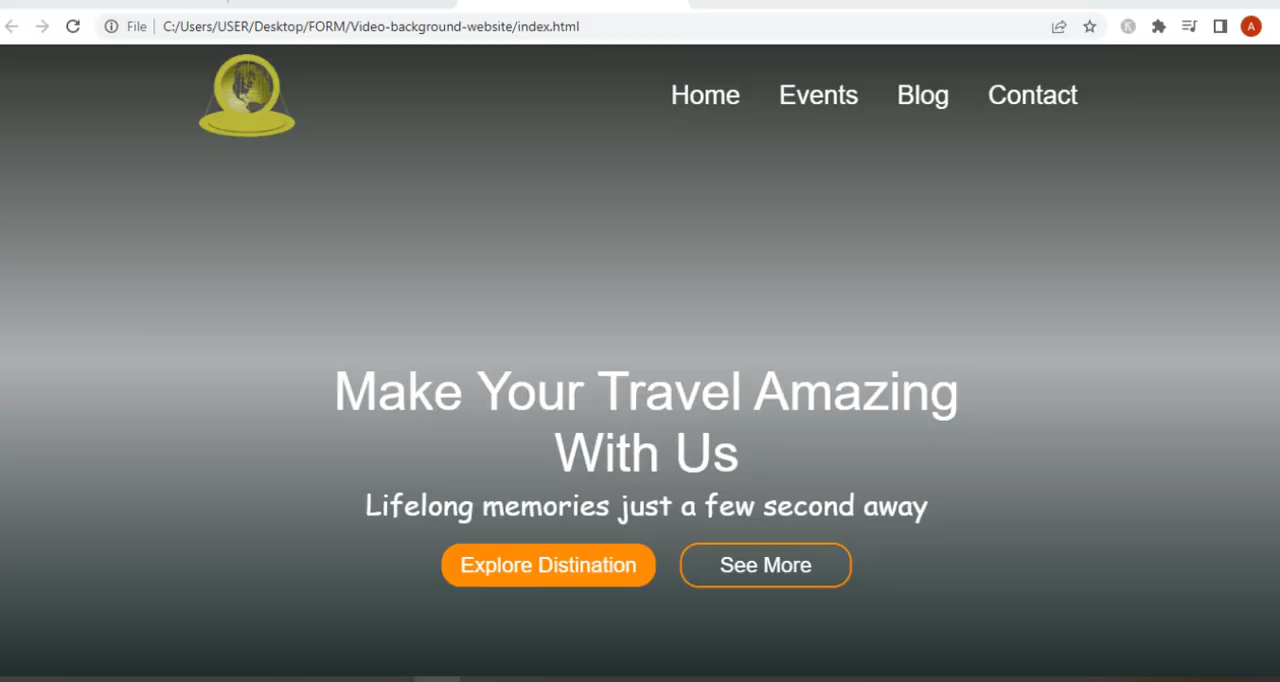 File
C:/Users/USER/Desktop/FORM/Video-background-website/index.html
K
A
Home Events Blog Contact
Make Your Travel Amazing
With Us
Lifelong memories just a few second away
Explore Distination See More